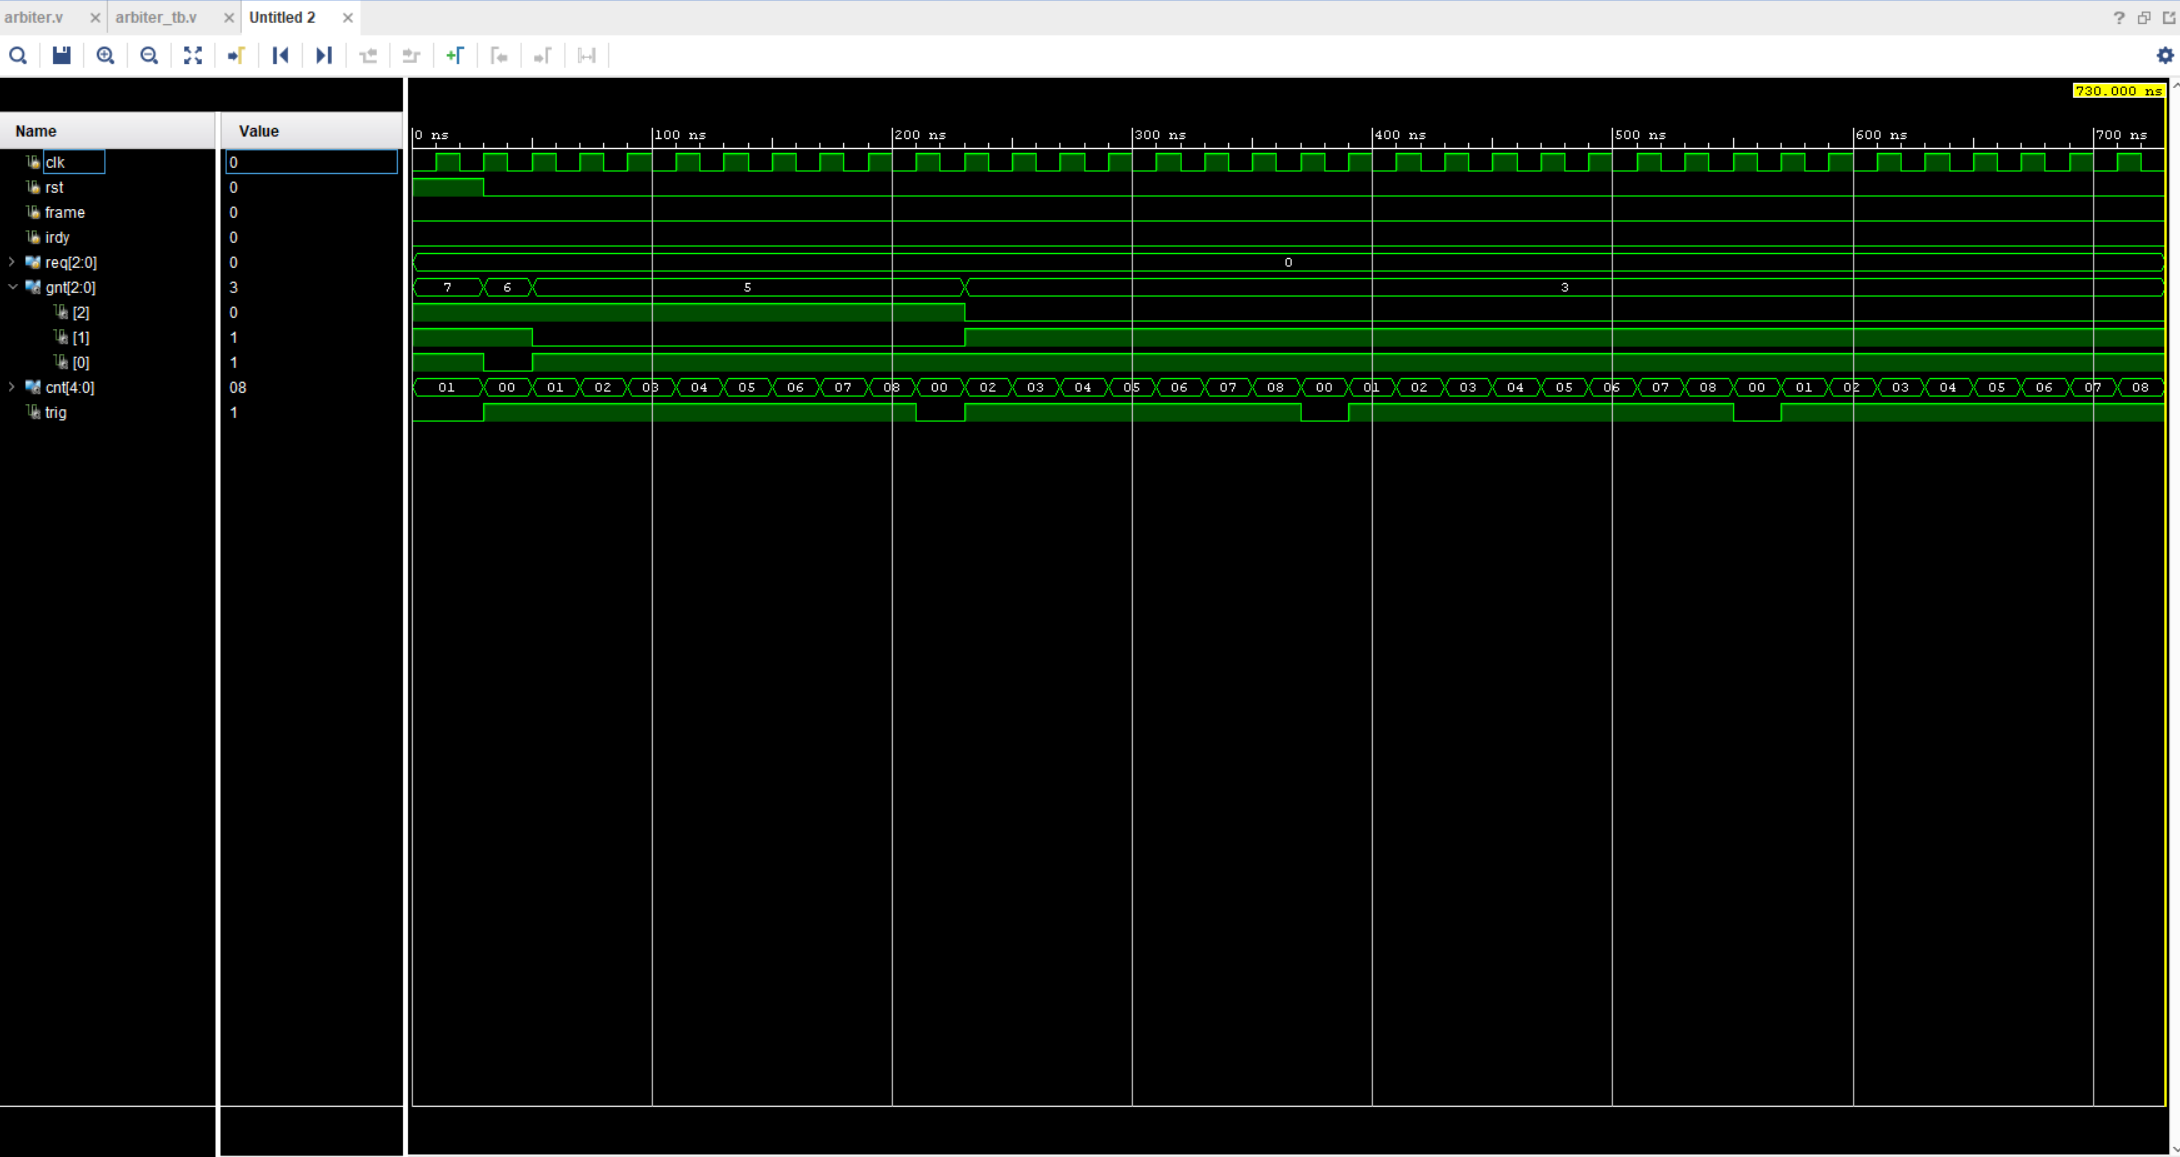 arbiter.v × arbiter_tb.v × Untitled 2 × ?
730.000 ns
Name Value
0 ns 100 ns 200 ns 300 ns 400 ns 500 ns 600 ns 700 ns
clk 0
rst 0
frame 0
irdy 0
req[2:0] 0 0
gnt[2:0] 3 7 6 5 3
[2] 0
[1] 1
[0] 1
cnt[4:0] 08 01 00 01 02 03 04 05 06 07 08 00 02 03 04 05 06 07 08 00 01 02 03 04 05 06 07 08 00 01 02 03 04 05 06 07 08
trig 1